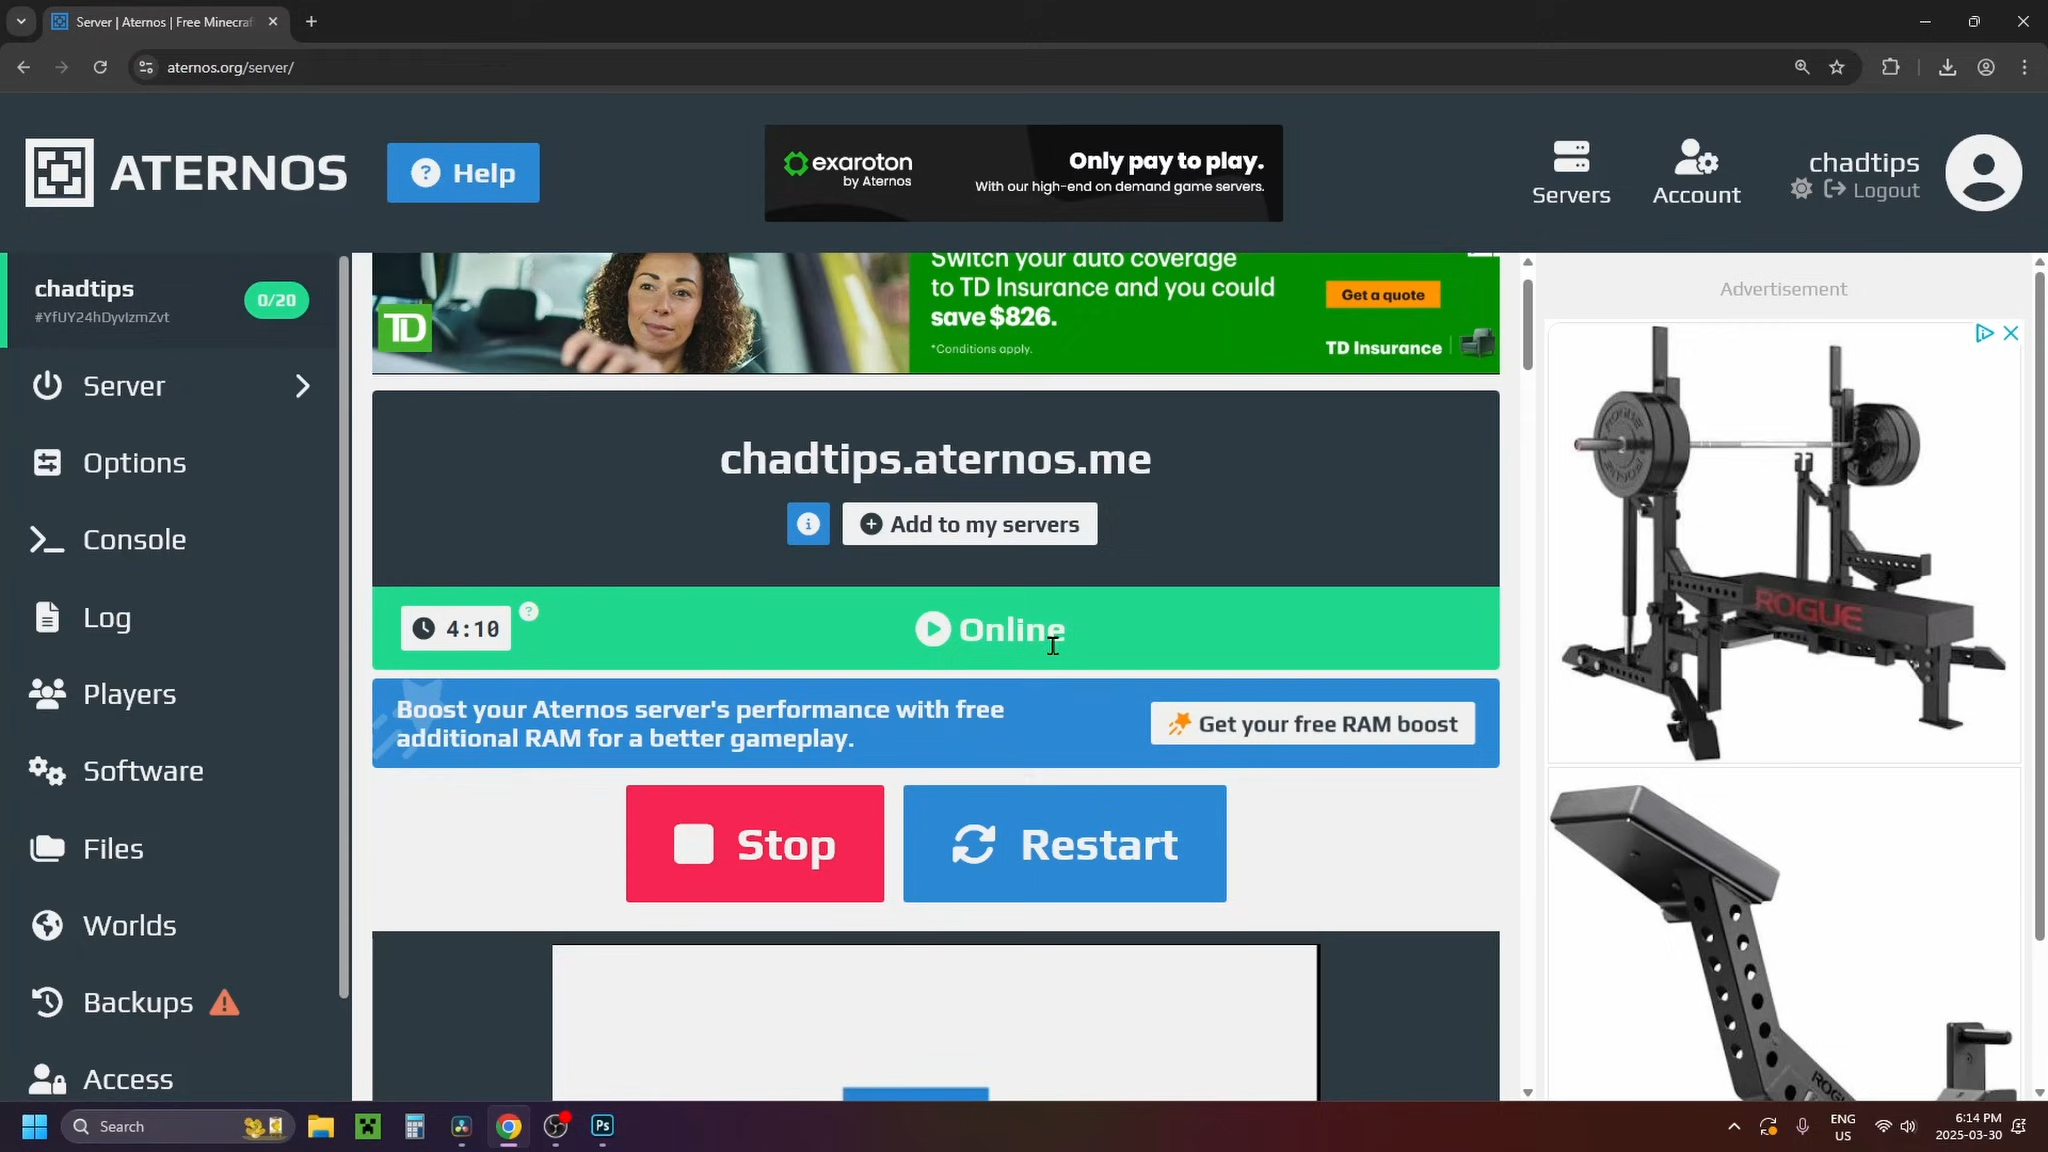 Server | Aternos | Free Minecraf
aternos.org/server/
ATERNOS
Help
exaroton
by Aternos
Only pay to play.
With our high-end on demand game servers.
Servers
Account
chadtips
Logout
chadtips
#YfUY24hDyvIzmZvt
0/20
Server
Options
Console
Log
Players
Software
Files
Worlds
Backups
Access
TD
Switch your auto coverage
to TD Insurance and you could
save $826.
*Conditions apply.
Get a quote
TD Insurance
chadtips.aternos.me
Add to my servers
4:10
Online
Boost your Aternos server's performance with free
additional RAM for a better gameplay.
Get your free RAM boost
Stop
Restart
Advertisement
ROGUE
ROGUE
Search
Ps
ENG
US
6:14 PM
2025-03-30